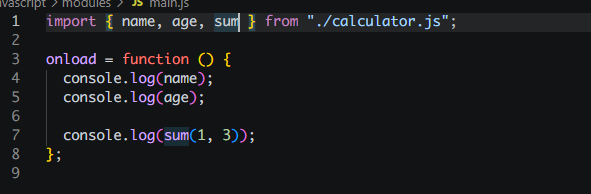 javascript > modules > JS main.js
1 import { name, age, sum } from "./calculator.js";
2
3 onload = function () {
4   console.log(name);
5   console.log(age);
6
7   console.log(sum(1, 3));
8 };
9